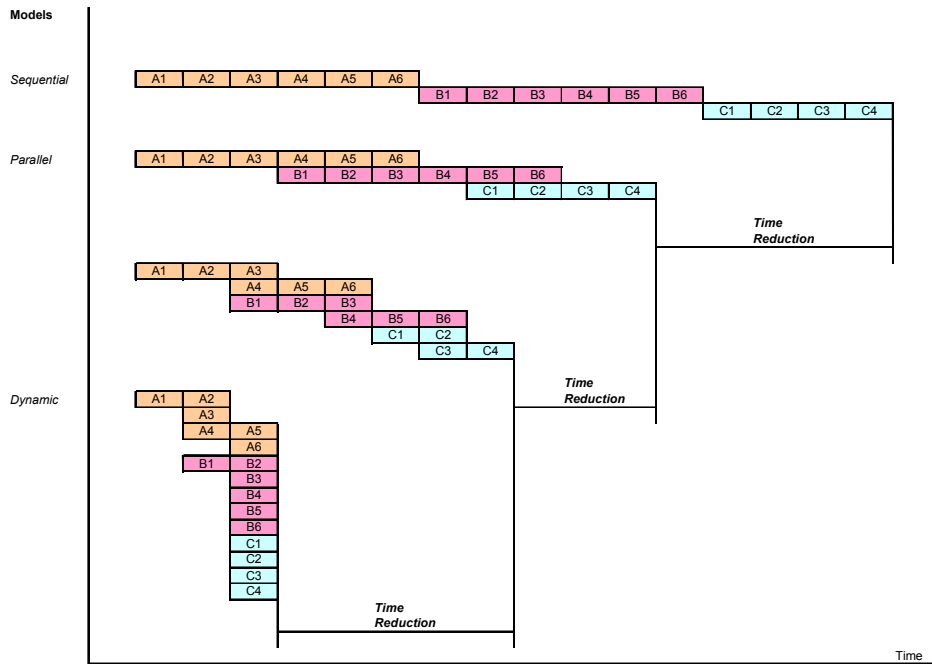 Models
Sequential A1 A2 A3 A4 A5 A6
B1 B2 B3 B4 B5 B6
C1 C2 C3 C4
Parallel A1 A2 A3 A4 A5 A6
B1 B2 B3 B4 B5 B6
C1 C2 C3 C4
Time
Reduction
A1 A2 A3
A4 A5 A6
B1 B2 B3
B4 B5 B6
C1 C2
C3 C4
Time
Reduction
Dynamic A1 A2
A3
A4 A5
A6
B1 B2
B3
B4
B5
B6
C1
C2
C3
C4
Time
Reduction
Time